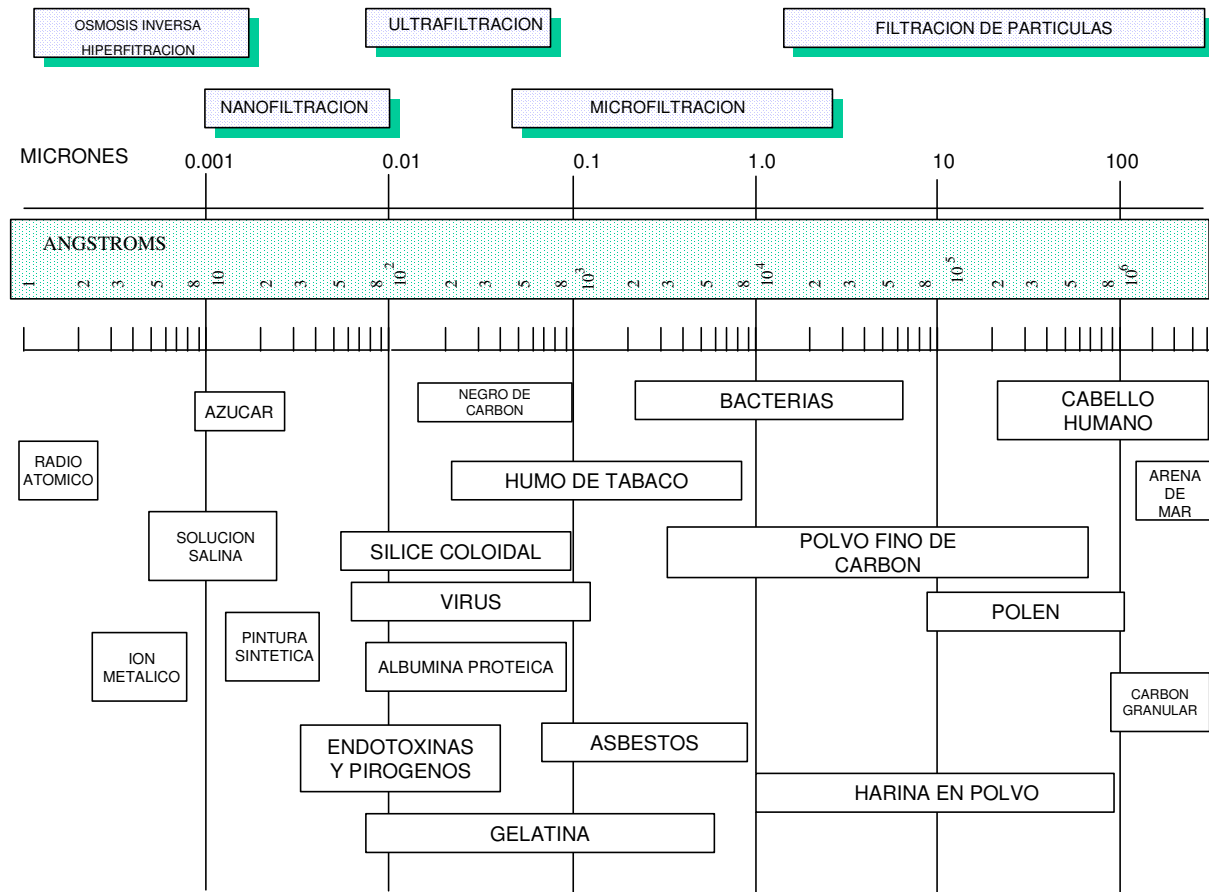 OSMOSIS INVERSA
HIPERFITRACION
ULTRAFILTRACION
FILTRACION DE PARTICULAS
NANOFILTRACION
MICROFILTRACION
MICRONES
0.001
0.01
0.1
1.0
10
100
ANGSTROMS
1 2 3 5 8 10 2 3 5 8 10² 2 3 5 8 10³ 2 3 5 8 10⁴ 2 3 5 8 10⁵ 2 3 5 8 10⁶
AZUCAR
NEGRO DE
CARBON
BACTERIAS
CABELLO
HUMANO
RADIO
ATOMICO
HUMO DE TABACO
ARENA
DE
MAR
SOLUCION
SALINA
SILICE COLOIDAL
POLVO FINO DE
CARBON
VIRUS
POLEN
ION
METALICO
PINTURA
SINTETICA
ALBUMINA PROTEICA
CARBON
GRANULAR
ENDOTOXINAS
Y PIROGENOS
ASBESTOS
HARINA EN POLVO
GELATINA